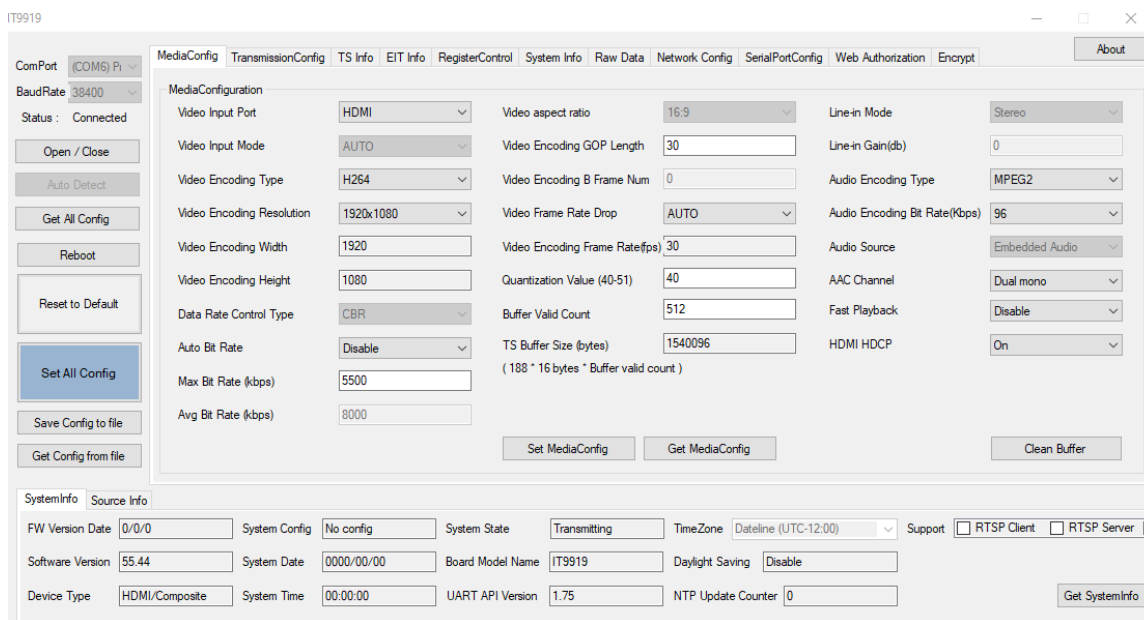 IT9919
About
ComPort (COM6) Pr
BaudRate 38400
Status : Connected
Open / Close
Auto Detect
Get All Config
Reboot
Reset to Default
Set All Config
Save Config to file
Get Config from file
MediaConfig TransmissionConfig TS Info EIT Info RegisterControl System Info Raw Data Network Config SerialPortConfig Web Authorization Encrypt
MediaConfiguration
Video Input Port HDMI
Video Input Mode AUTO
Video Encoding Type H264
Video Encoding Resolution 1920x1080
Video Encoding Width 1920
Video Encoding Height 1080
Data Rate Control Type CBR
Auto Bit Rate Disable
Max Bit Rate (kbps) 5500
Avg Bit Rate (kbps) 8000
Video aspect ratio 16:9
Video Encoding GOP Length 30
Video Encoding B Frame Num 0
Video Frame Rate Drop AUTO
Video Encoding Frame Rate(fps) 30
Quantization Value (40-51) 40
Buffer Valid Count 512
TS Buffer Size (bytes) 1540096
( 188 * 16 bytes * Buffer valid count )
Line-in Mode Stereo
Line-in Gain(db) 0
Audio Encoding Type MPEG2
Audio Encoding Bit Rate(Kbps) 96
Audio Source Embedded Audio
AAC Channel Dual mono
Fast Playback Disable
HDMI HDCP On
Set MediaConfig Get MediaConfig Clean Buffer
SystemInfo Source Info
FW Version Date 0/0/0 System Config No config System State Transmitting TimeZone Dateline (UTC-12:00) Support RTSP Client RTSP Server
Software Version 55.44 System Date 0000/00/00 Board Model Name IT9919 Daylight Saving Disable
Device Type HDMI/Composite System Time 00:00:00 UART API Version 1.75 NTP Update Counter 0 Get SystemInfo